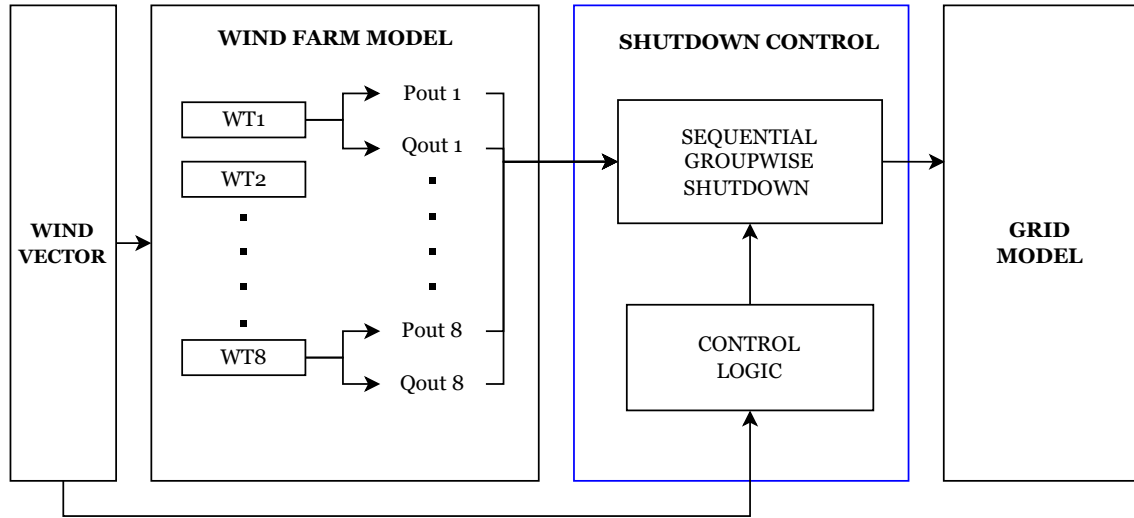 WIND
VECTOR
WIND FARM MODEL
WT1
WT2
WT8
Pout 1
Qout 1
Pout 8
Qout 8
SHUTDOWN CONTROL
SEQUENTIAL
GROUPWISE
SHUTDOWN
CONTROL
LOGIC
GRID
MODEL